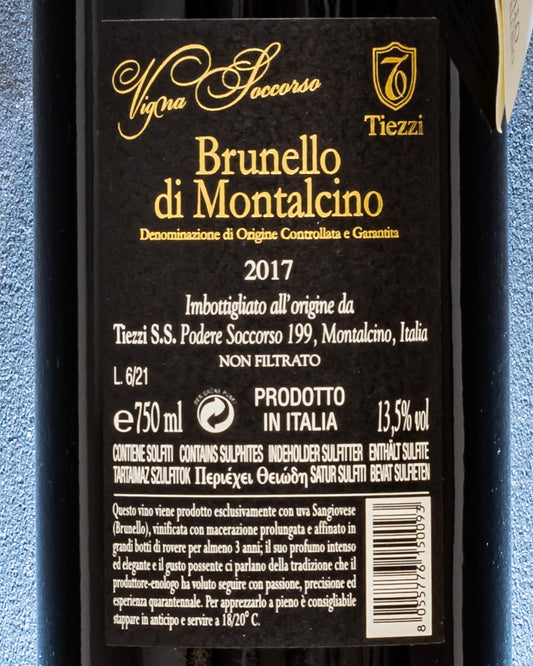 Vigna Soccorso
Tiezzi
Brunello
di Montalcino
Denominazione di Origine Controllata e Garantita
2017
Imbottigliato all'origine da
Tiezzi S.S. Podere Soccorso 199, Montalcino, Italia
NON FILTRATO
L. 6/21
e 750 ml
PRODOTTO
IN ITALIA
13,5% vol
CONTIENE SOLFITI CONTAINS SULPHITES INDEHOLDER SULFITTER ENTHÄLT SULFITE
TARTAIMAZ SZULFITOK Περιέχει Θειώδη SATUR SULFITI BEVAT SULFIETEN
Questo vino viene prodotto esclusivamente con uva Sangiovese
(Brunello), vinificata con macerazione prolungata e affinato in
grandi botti di rovere per almeno 3 anni; il suo profumo intenso
ed elegante e il gusto possente ci parlano della tradizione che il
produttore-enologo ha voluto seguire con passione, precisione ed
esperienza quarantennale. Per apprezzarlo a pieno è consigliabile
stappare in anticipo e servire a 18/20° C.
8 055776 150093